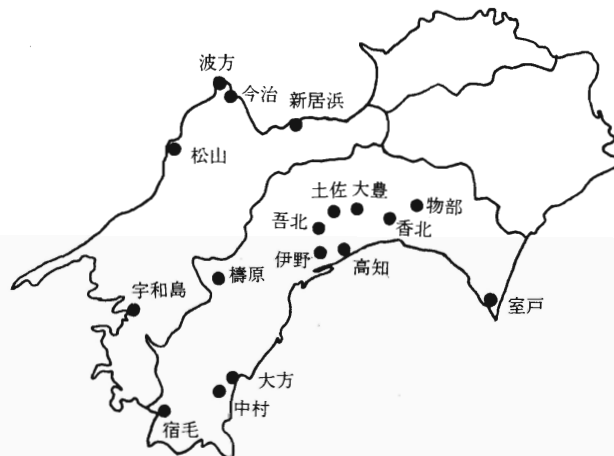 波方
今治
新居浜
松山
土佐
大豊
物部
吾北
香北
伊野
高知
梼原
宇和島
室戸
大方
中村
宿毛